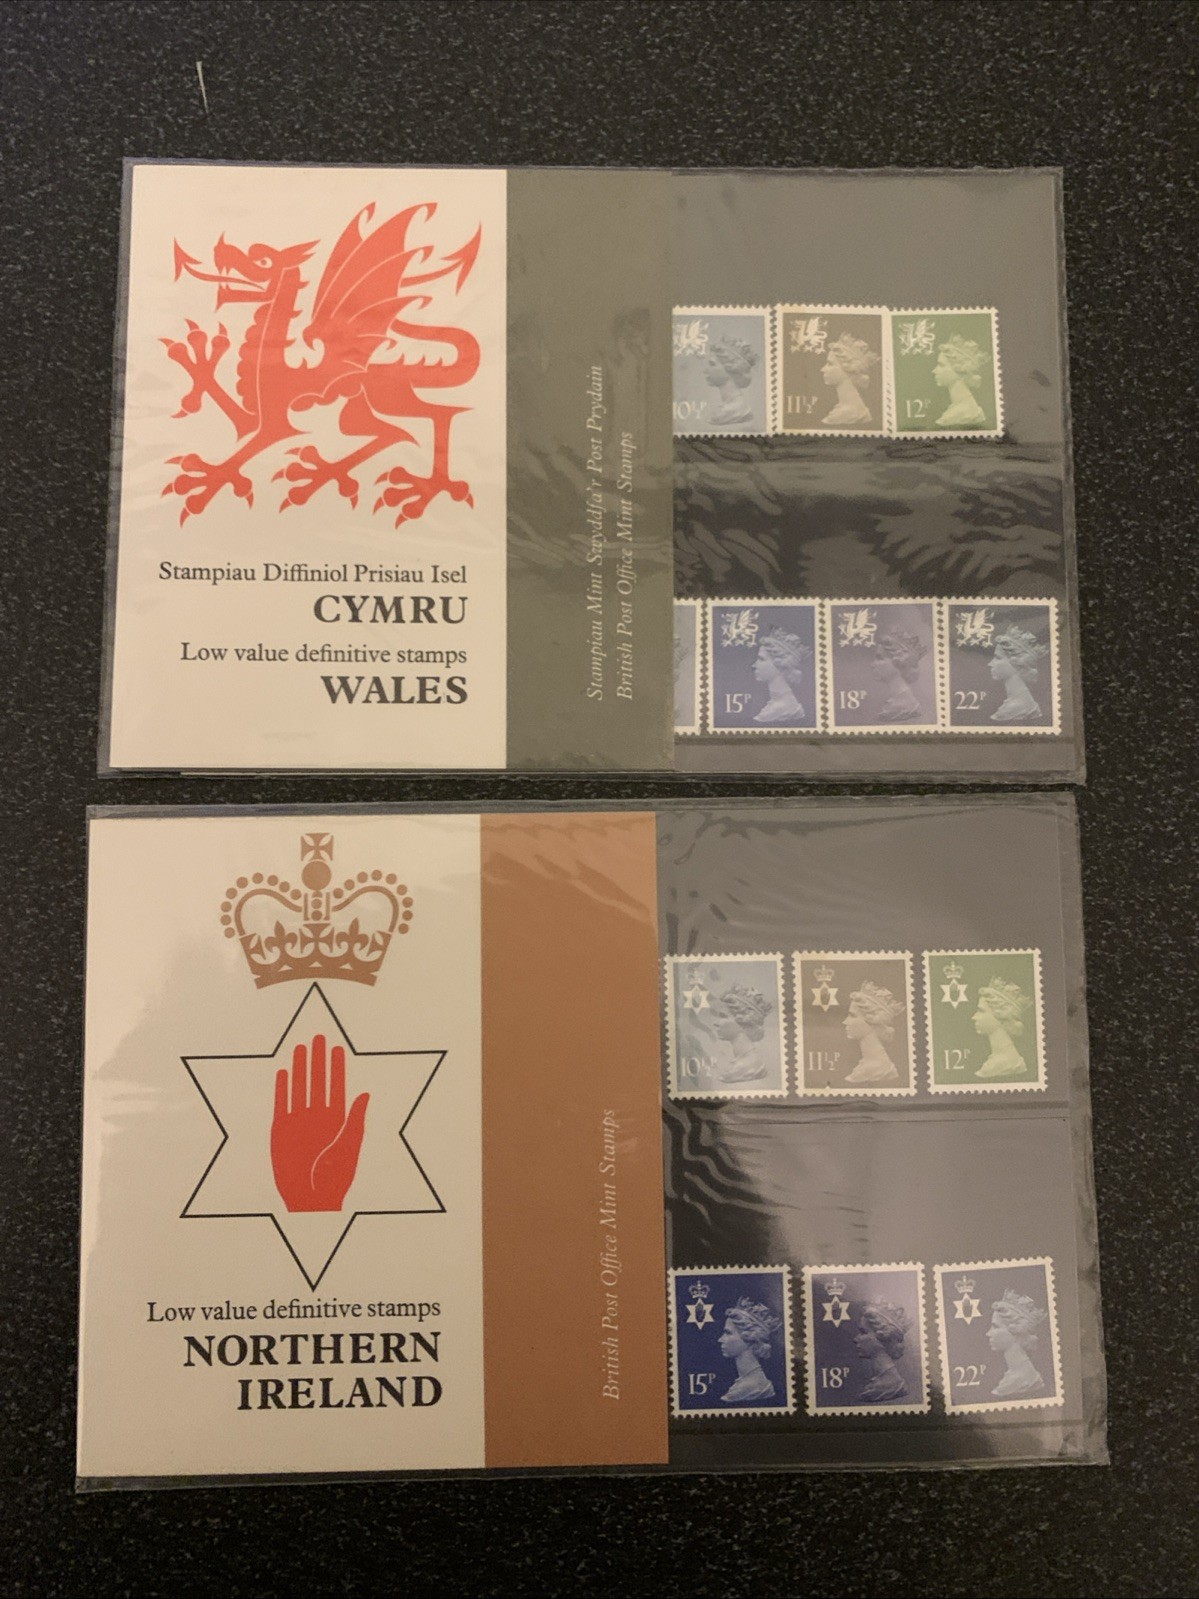 Stampiau Diffiniol Prisiau Isel
CYMRU
Low value definitive stamps
WALES
Stampiau Mint Swyddfa'r Post Prydain
British Post Office Mint Stamps
10½P
11½P
12P
15P
18P
22P
Low value definitive stamps
NORTHERN
IRELAND
British Post Office Mint Stamps
10½P
11½P
12P
15P
18P
22P